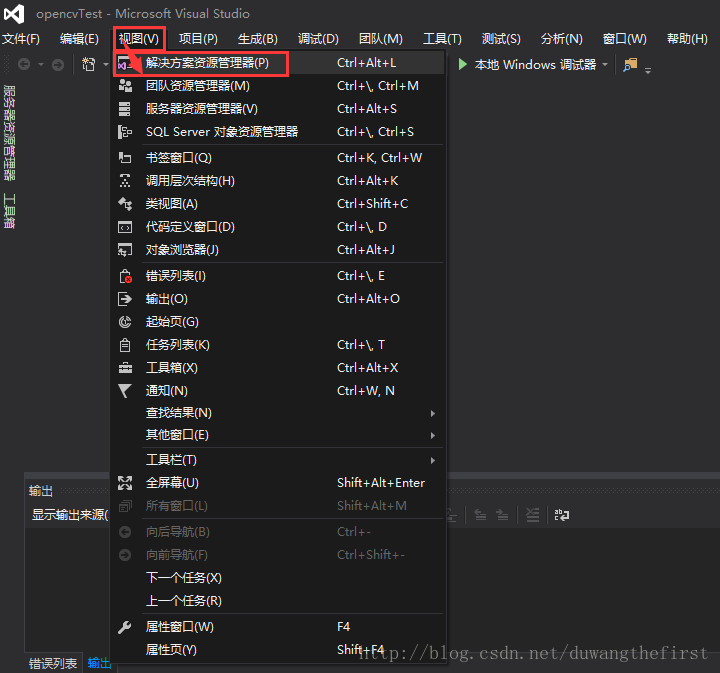 opencvTest - Microsoft Visual Studio
文件(F) 编辑(E) 视图(V) 项目(P) 生成(B) 调试(D) 团队(M) 工具(T) 测试(S) 分析(N) 窗口(W) 帮助(H)
本地 Windows 调试器
服务器资源管理器
工具箱
解决方案资源管理器(P) Ctrl+Alt+L
团队资源管理器(M) Ctrl+\, Ctrl+M
服务器资源管理器(V) Ctrl+Alt+S
SQL Server 对象资源管理器 Ctrl+\, Ctrl+S
书签窗口(Q) Ctrl+K, Ctrl+W
调用层次结构(H) Ctrl+Alt+K
类视图(A) Ctrl+Shift+C
代码定义窗口(D) Ctrl+\, D
对象浏览器(J) Ctrl+Alt+J
错误列表(I) Ctrl+\, E
输出(O) Ctrl+Alt+O
起始页(G)
任务列表(K) Ctrl+\, T
工具箱(X) Ctrl+Alt+X
通知(N) Ctrl+W, N
查找结果(N)
其他窗口(E)
工具栏(T)
全屏幕(U) Shift+Alt+Enter
所有窗口(L) Shift+Alt+M
向后导航(B) Ctrl+-
向前导航(F) Ctrl+Shift+-
下一个任务(X)
上一个任务(R)
属性窗口(W) F4
属性页(Y) Shift+F4
输出
显示输出来源(
错误列表 输出
http://blog.csdn.net/duwangthefirst